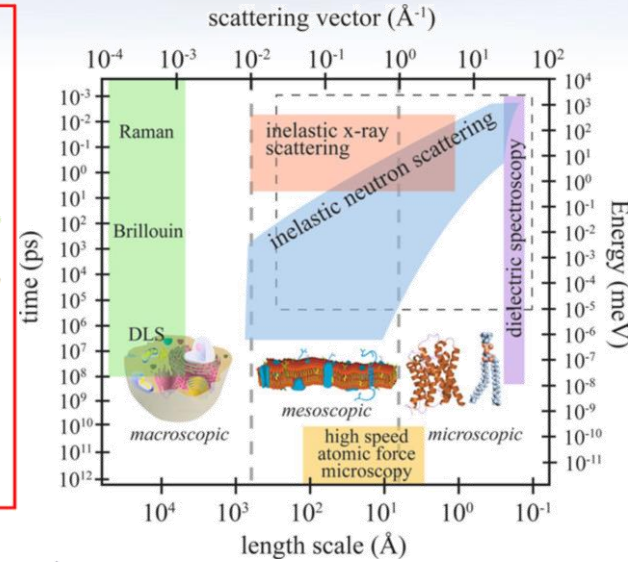 scattering vector (Å⁻¹)
10⁻⁴ 10⁻³ 10⁻² 10⁻¹ 10⁰ 10¹ 10²
time (ps)
10⁻³
10⁻²
10⁻¹
10⁰
10¹
10²
10³
10⁴
10⁵
10⁶
10⁷
10⁸
10⁹
10¹⁰
10¹¹
10¹²
Raman
Brillouin
DLS
inelastic x-ray
scattering
inelastic neutron scattering
dielectric spectroscopy
macroscopic
mesoscopic
microscopic
high speed
atomic force
microscopy
10⁴
10³
10²
10¹
10⁰
10⁻¹
10⁻²
10⁻³
10⁻⁴
10⁻⁵
10⁻⁶
10⁻⁷
10⁻⁸
10⁻⁹
10⁻¹⁰
10⁻¹¹
Energy (meV)
10⁴ 10³ 10² 10¹ 10⁰ 10⁻¹
length scale (Å)